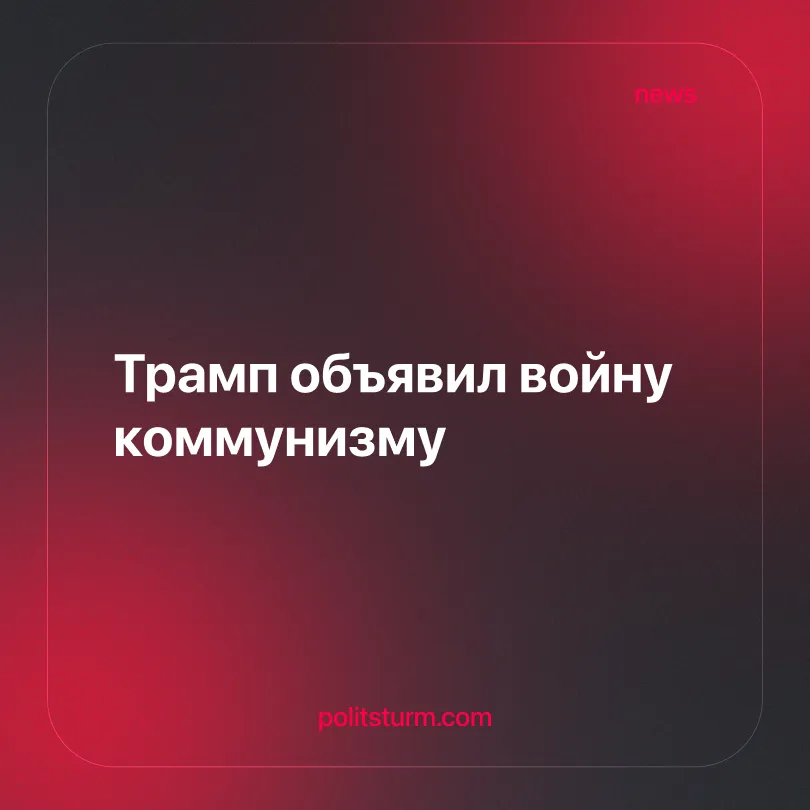 news
Трамп объявил войну
коммунизму
politsturm.com